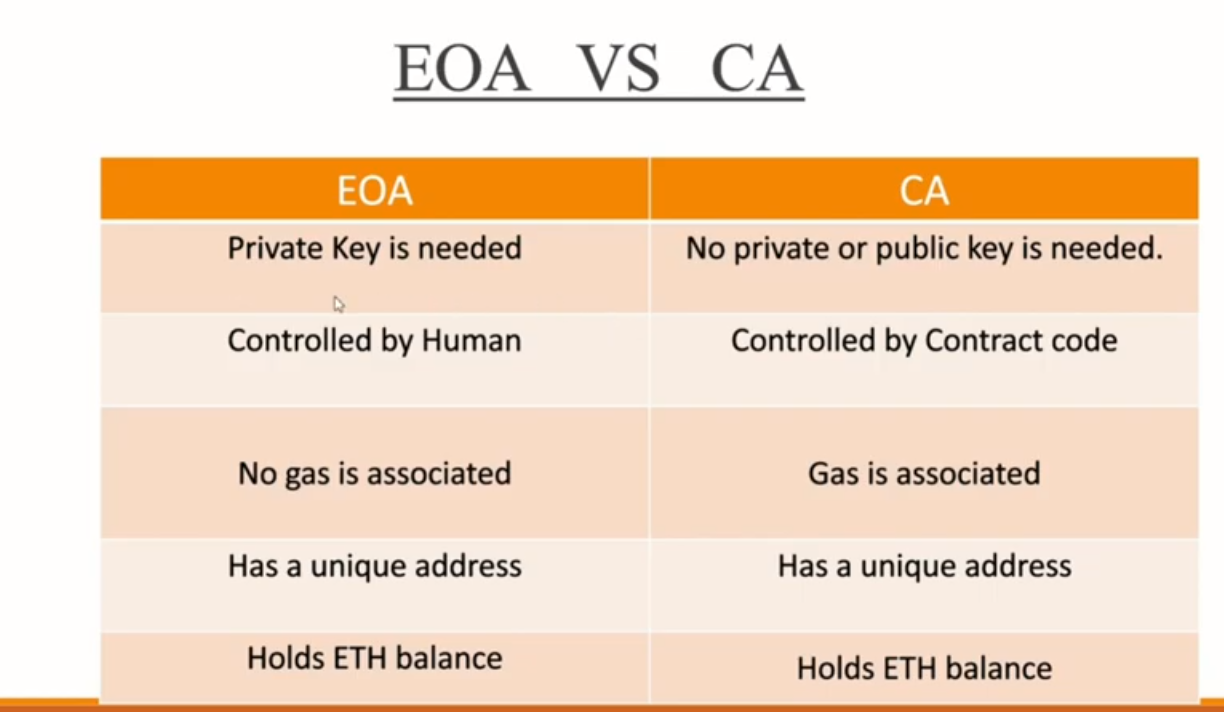 EOA VS CA
EOA
CA
Private Key is needed
No private or public key is needed.
Controlled by Human
Controlled by Contract code
No gas is associated
Gas is associated
Has a unique address
Has a unique address
Holds ETH balance
Holds ETH balance